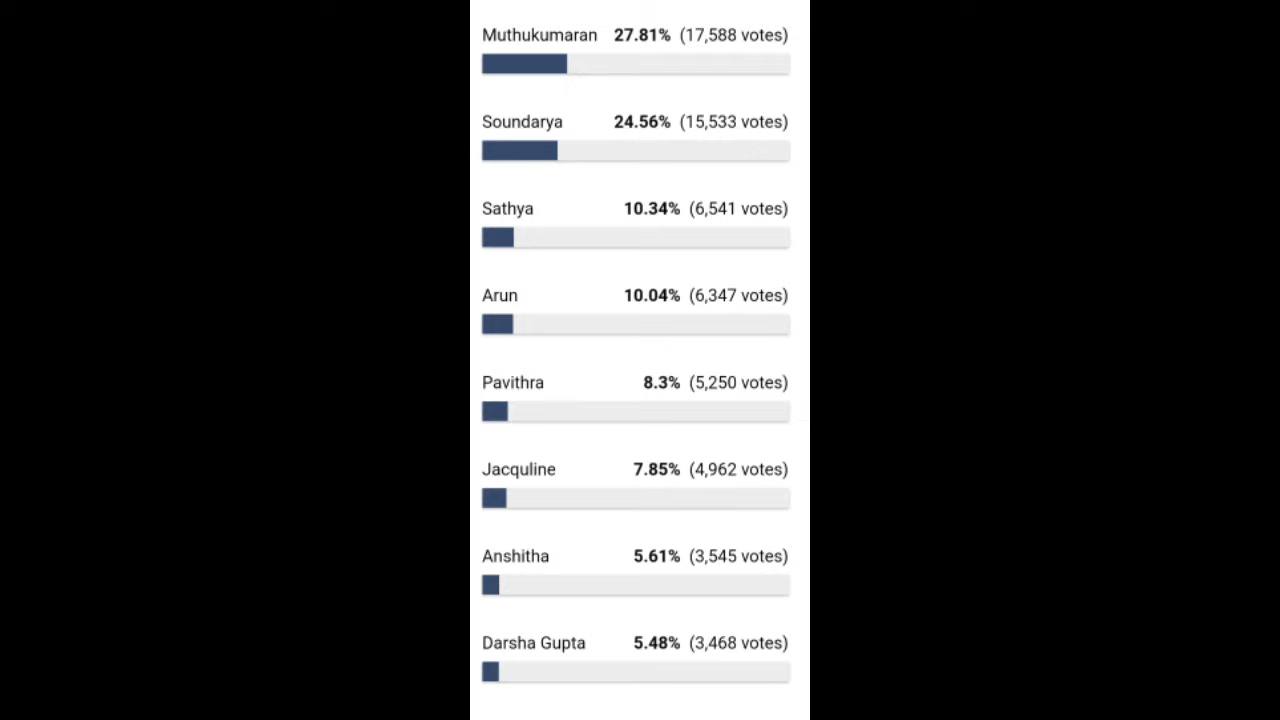 Muthukumaran 27.81% (17,588 votes)
Soundarya 24.56% (15,533 votes)
Sathya 10.34% (6,541 votes)
Arun 10.04% (6,347 votes)
Pavithra 8.3% (5,250 votes)
Jacquline 7.85% (4,962 votes)
Anshitha 5.61% (3,545 votes)
Darsha Gupta 5.48% (3,468 votes)